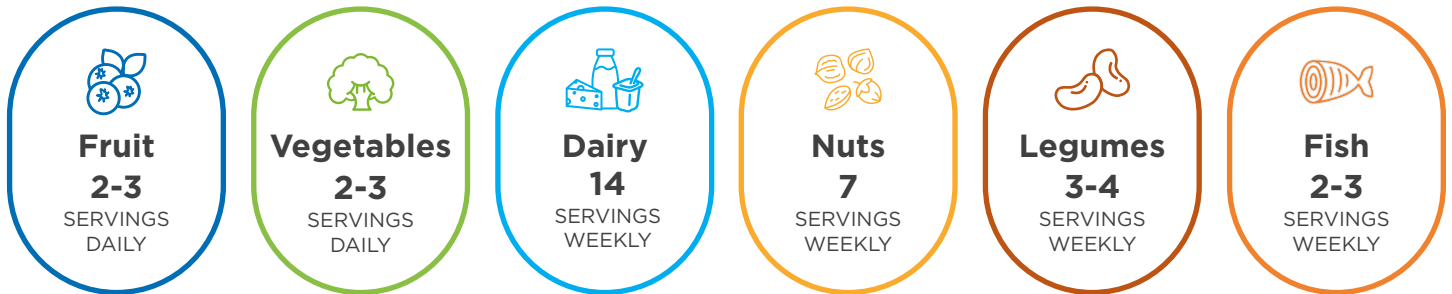 Fruit
2-3
SERVINGS
DAILY
Vegetables
2-3
SERVINGS
DAILY
Dairy
14
SERVINGS
WEEKLY
Nuts
7
SERVINGS
WEEKLY
Legumes
3-4
SERVINGS
WEEKLY
Fish
2-3
SERVINGS
WEEKLY